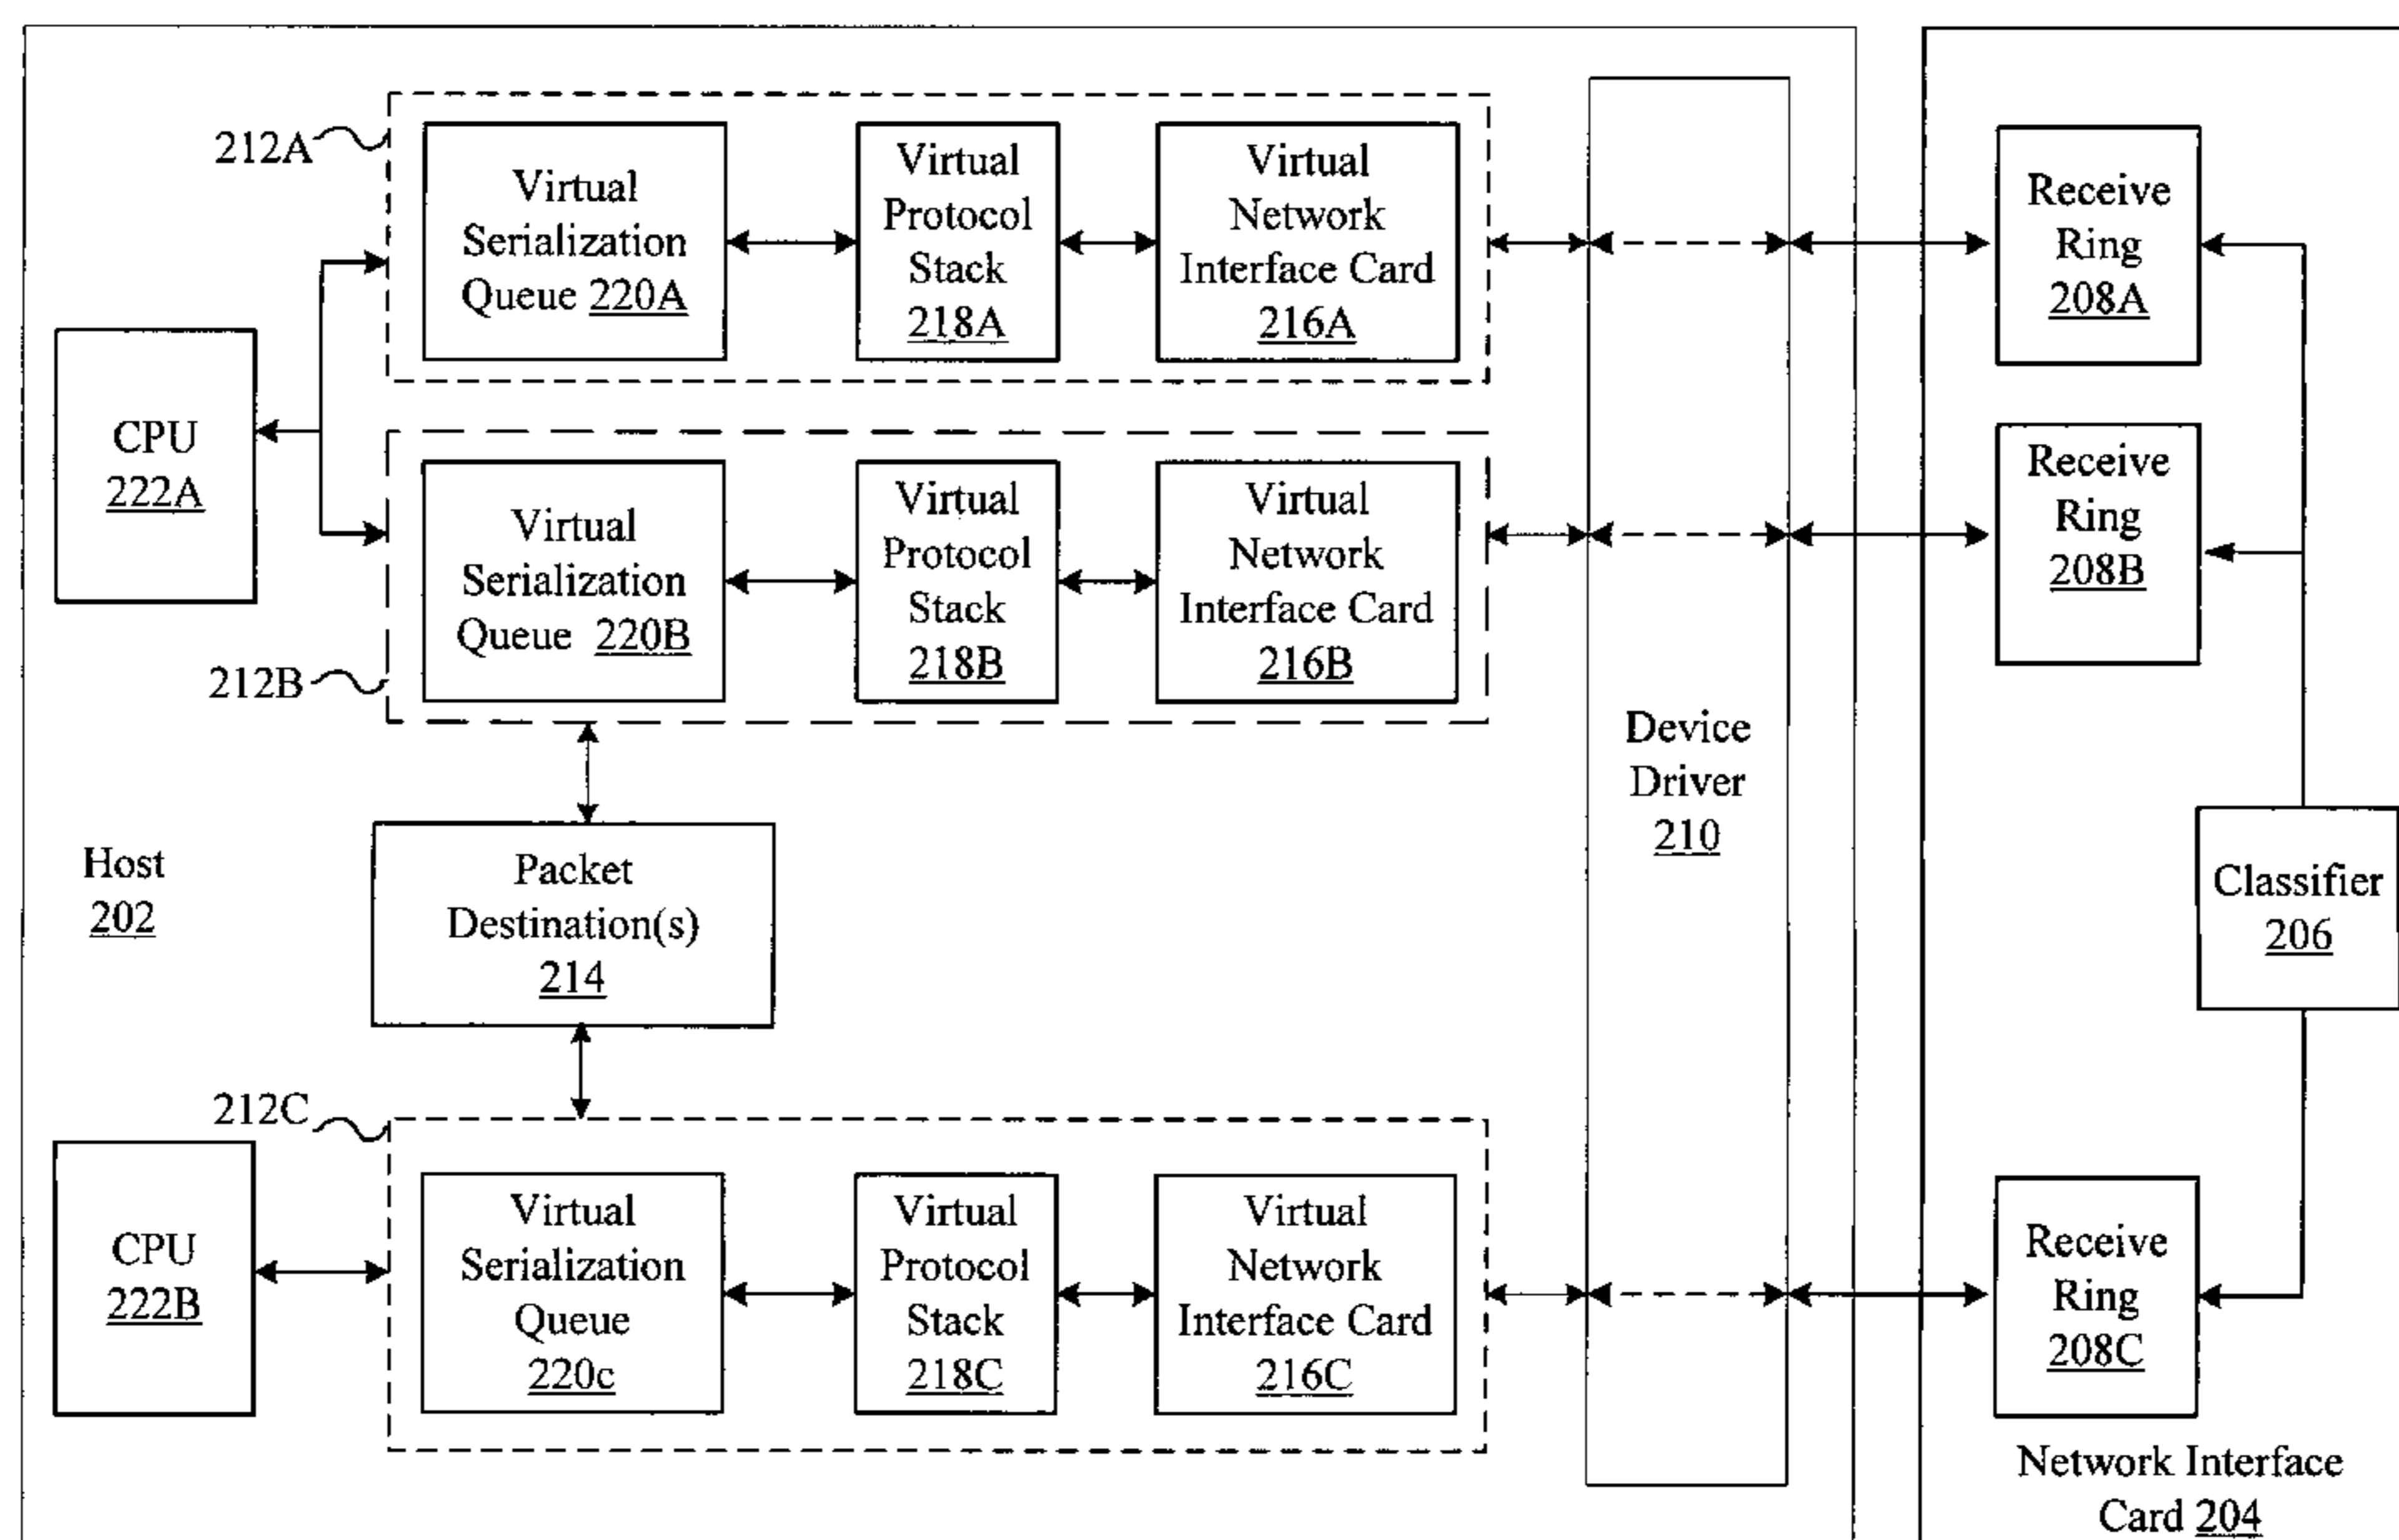 212A
Virtual
Serialization
Queue 220A
Virtual
Protocol
Stack
218A
Virtual
Network
Interface Card
216A
Receive
Ring
208A
CPU
222A
Virtual
Serialization
Queue 220B
Virtual
Protocol
Stack
218B
Virtual
Network
Interface Card
216B
Receive
Ring
208B
212B
Device
Driver
210
Host
202
Packet
Destination(s)
214
Classifier
206
212C
CPU
222B
Virtual
Serialization
Queue
220c
Virtual
Protocol
Stack
218C
Virtual
Network
Interface Card
216C
Receive
Ring
208C
Network Interface
Card 204